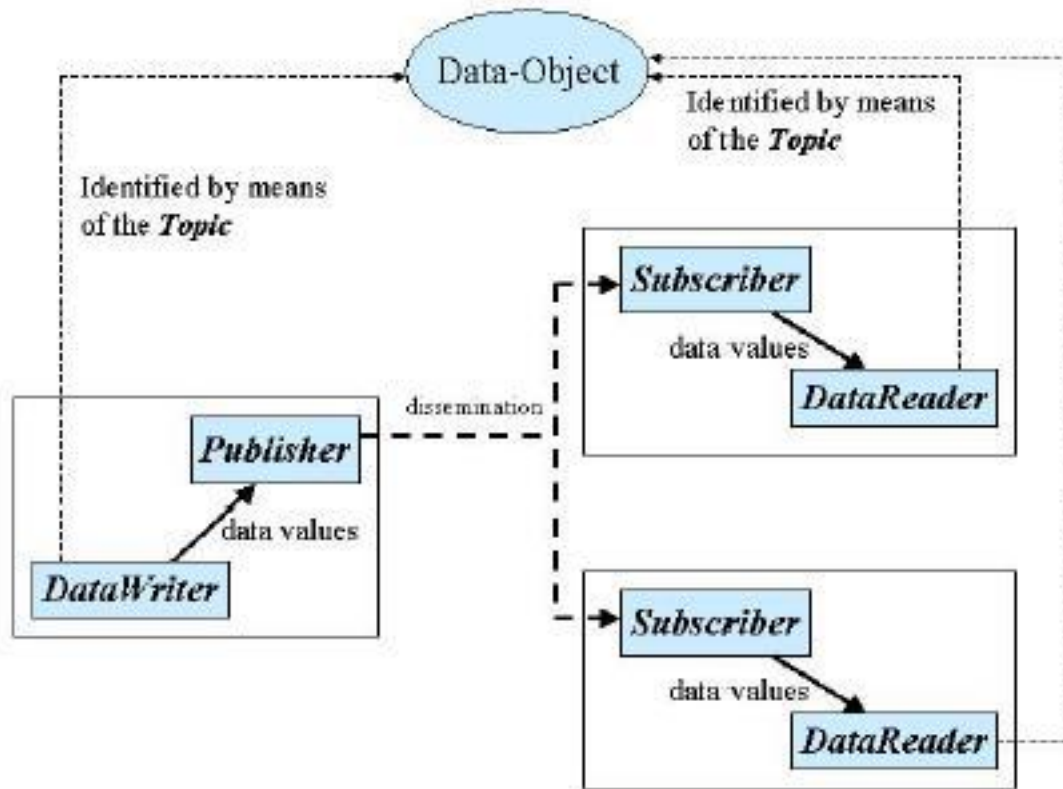 Data-Object
Identified by means
of the Topic
Identified by means
of the Topic
Subscriber
data values
DataReader
dissemination
Publisher
data values
DataWriter
Subscriber
data values
DataReader